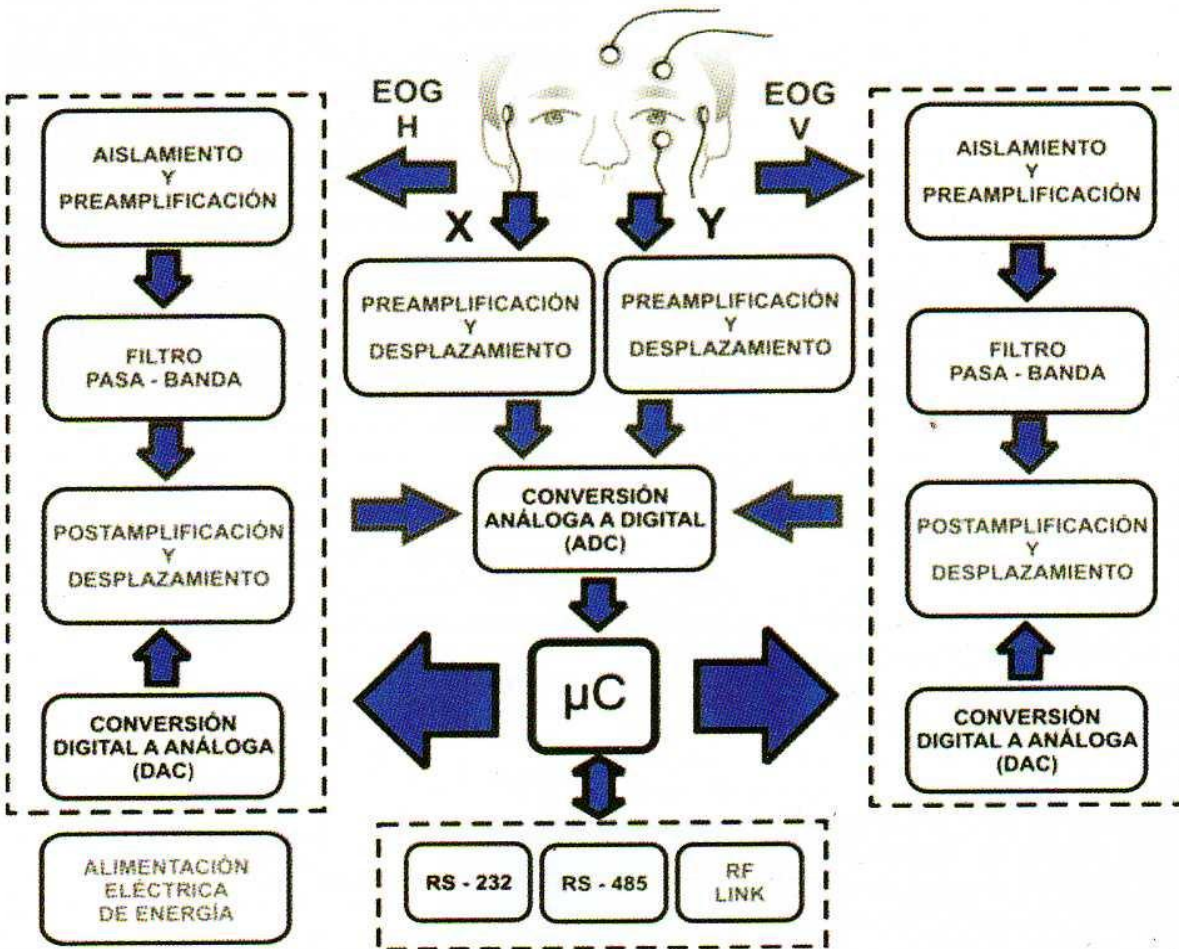 EOG
H
EOG
V
AISLAMIENTO
Y
PREAMPLIFICACIÓN
FILTRO
PASA - BANDA
POSTAMPLIFICACIÓN
Y
DESPLAZAMIENTO
CONVERSIÓN
DIGITAL A ANÁLOGA
(DAC)
ALIMENTACIÓN
ELÉCTRICA
DE ENERGÍA
X
Y
PREAMPLIFICACIÓN
Y
DESPLAZAMIENTO
PREAMPLIFICACIÓN
Y
DESPLAZAMIENTO
CONVERSIÓN
ANÁLOGA A DIGITAL
(ADC)
µC
RS - 232
RS - 485
RF
LINK
AISLAMIENTO
Y
PREAMPLIFICACIÓN
FILTRO
PASA - BANDA
POSTAMPLIFICACIÓN
Y
DESPLAZAMIENTO
CONVERSIÓN
DIGITAL A ANÁLOGA
(DAC)